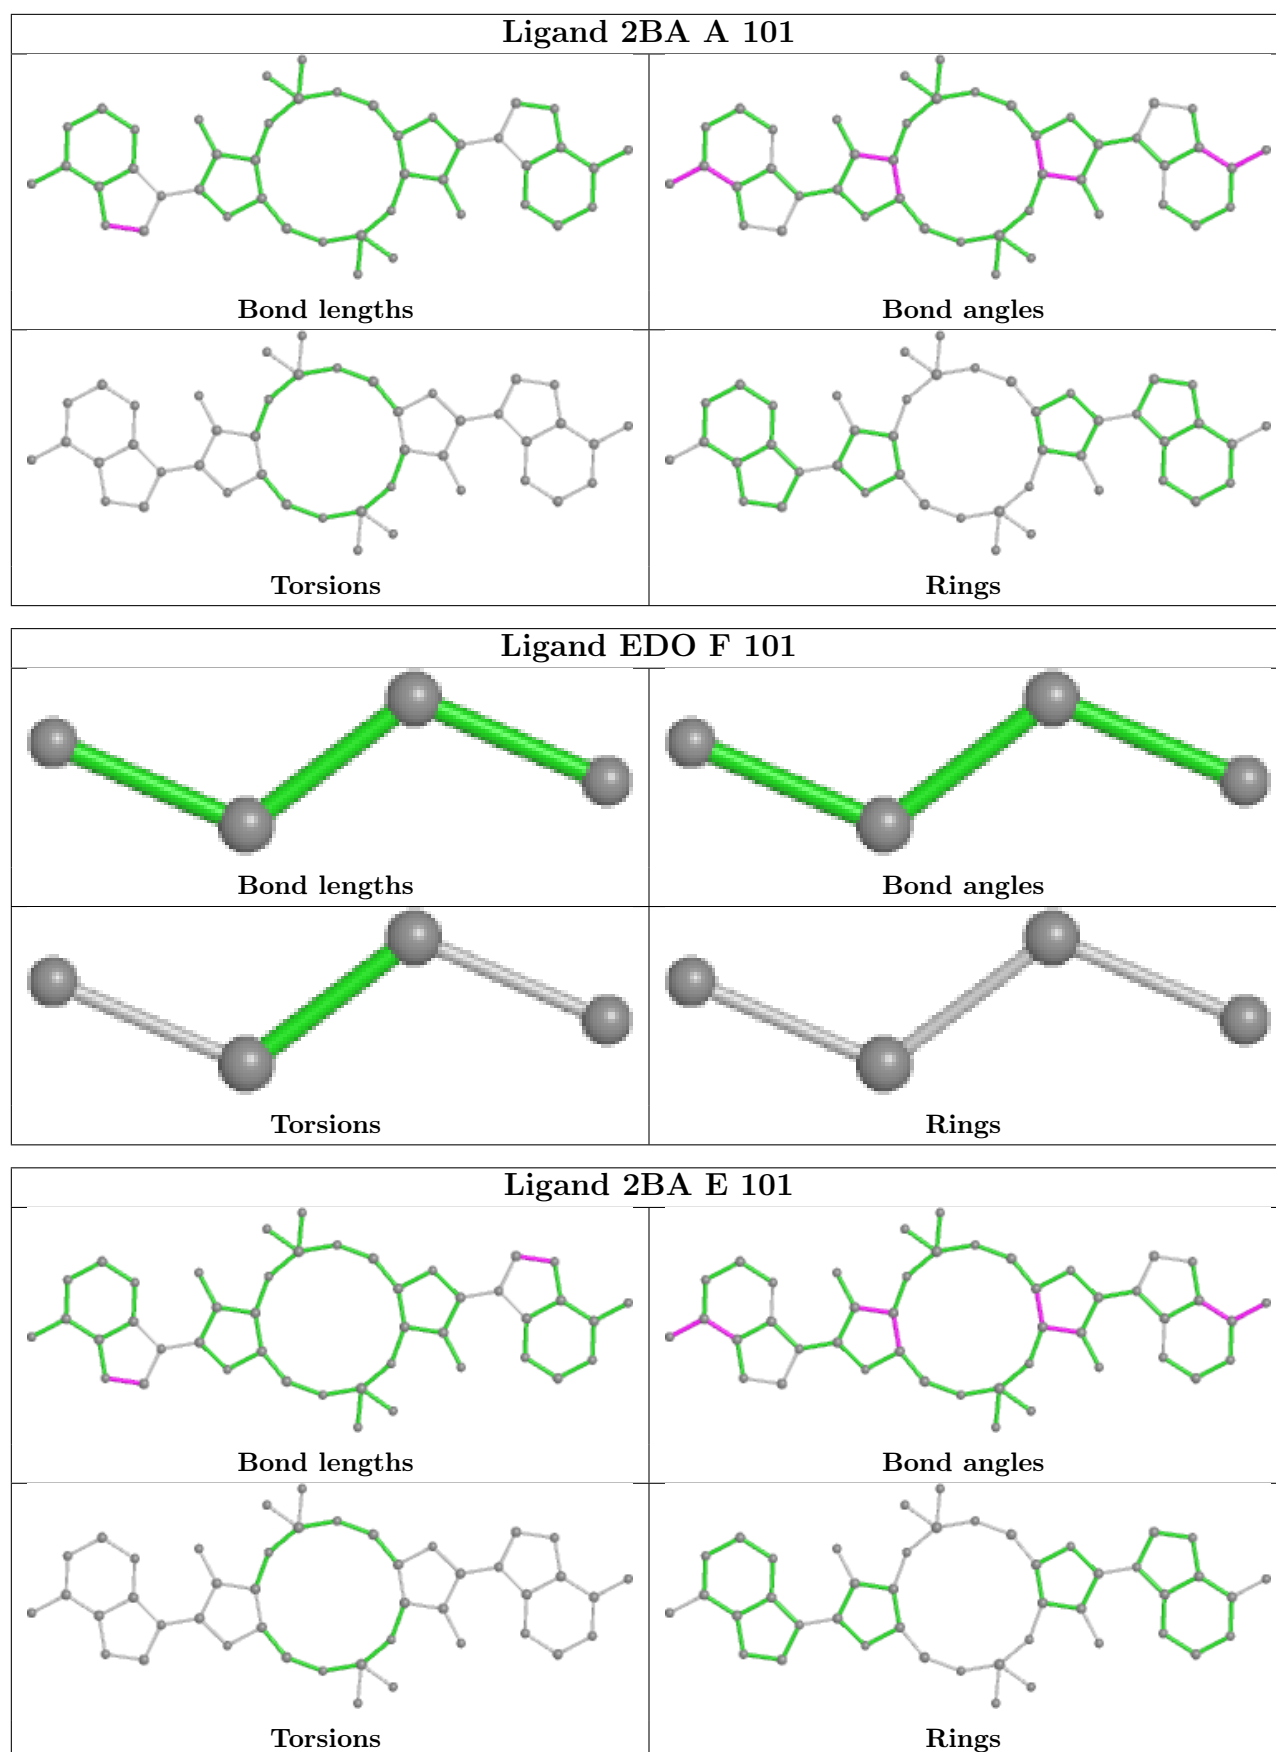 Ligand 2BA A 101
Bond lengths
Bond angles
Torsions
Rings
Ligand EDO F 101
Bond lengths
Bond angles
Torsions
Rings
Ligand 2BA E 101
Bond lengths
Bond angles
Torsions
Rings